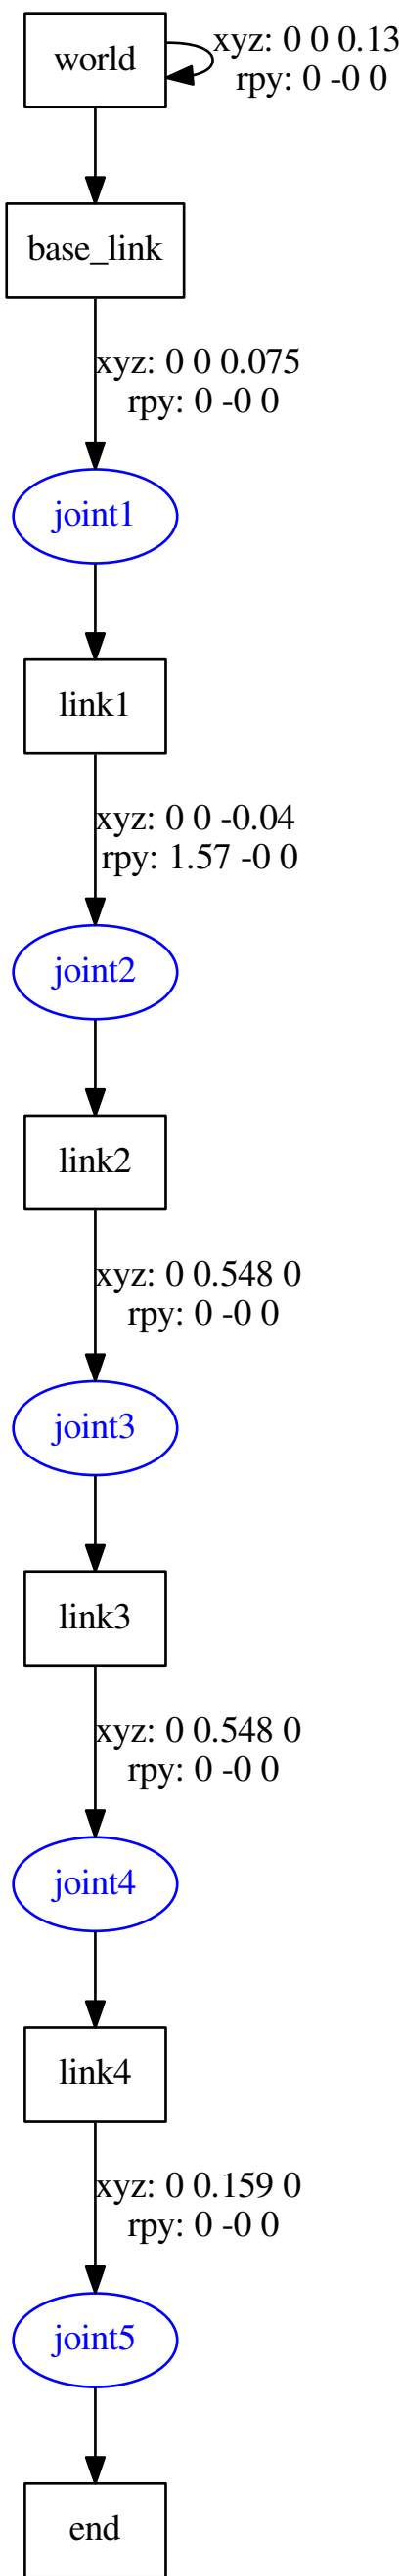 world
xyz: 0 0 0.13
rpy: 0 -0 0
base_link
xyz: 0 0 0.075
rpy: 0 -0 0
joint1
link1
xyz: 0 0 -0.04
rpy: 1.57 -0 0
joint2
link2
xyz: 0 0.548 0
rpy: 0 -0 0
joint3
link3
xyz: 0 0.548 0
rpy: 0 -0 0
joint4
link4
xyz: 0 0.159 0
rpy: 0 -0 0
joint5
end